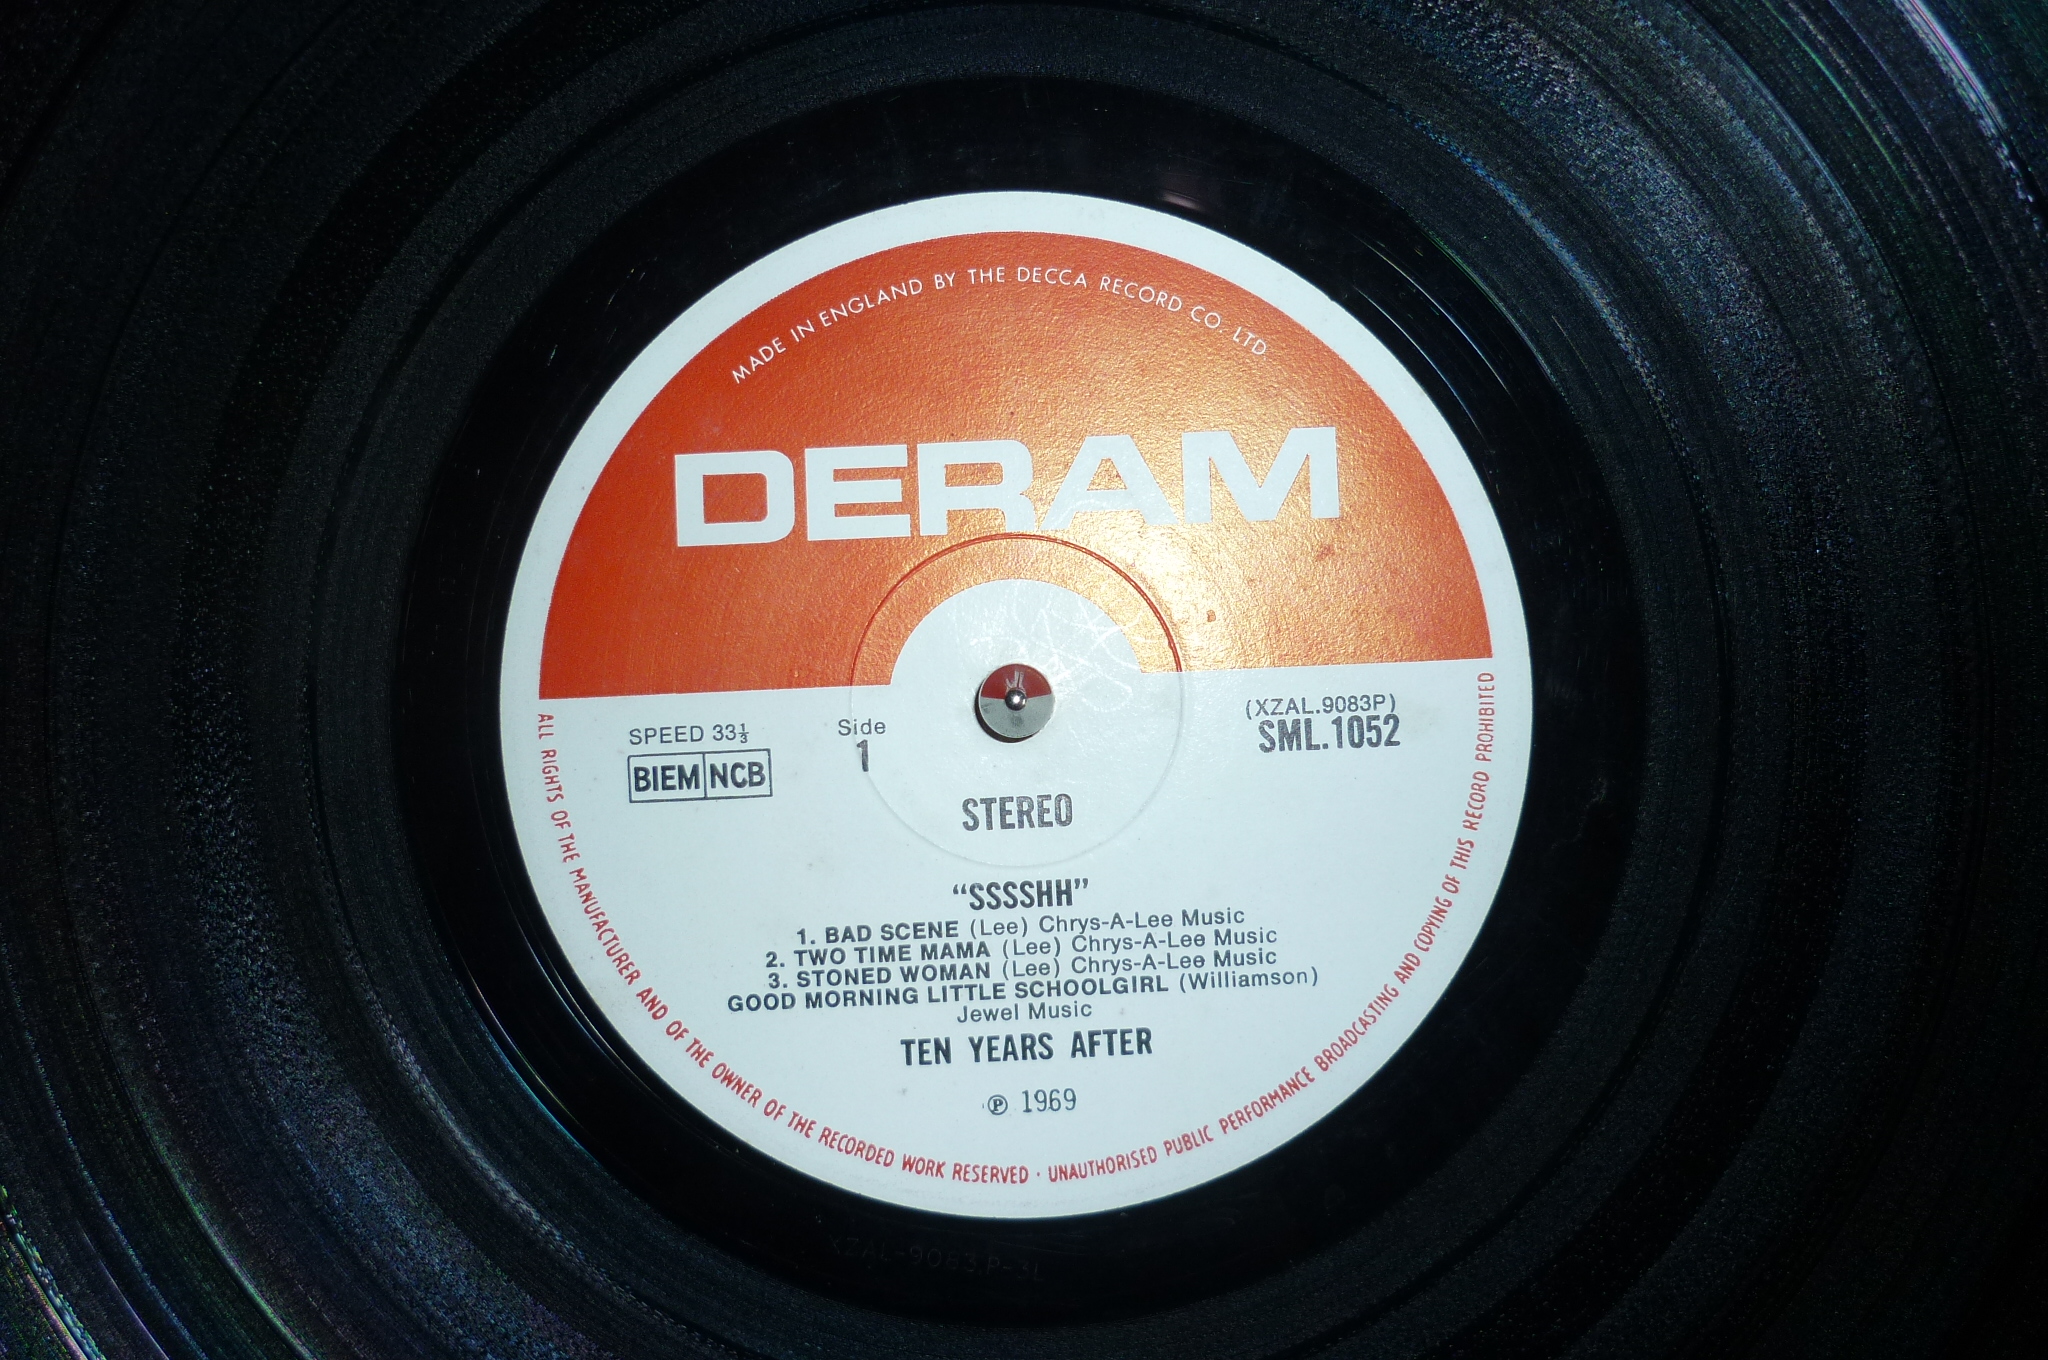 MADE IN ENGLAND BY THE DECCA RECORD CO. LTD
DERAM
SPEED 33⅓
BIEM NCB
Side
1
(XZAL.9083P)
SML.1052
STEREO
“SSSSHH”
1. BAD SCENE (Lee) Chrys-A-Lee Music
2. TWO TIME MAMA (Lee) Chrys-A-Lee Music
3. STONED WOMAN (Lee) Chrys-A-Lee Music
GOOD MORNING LITTLE SCHOOLGIRL (Williamson)
Jewel Music
TEN YEARS AFTER
℗ 1969
ALL RIGHTS OF THE MANUFACTURER AND OF THE OWNER OF THE RECORDED WORK RESERVED · UNAUTHORISED PUBLIC PERFORMANCE BROADCASTING AND COPYING OF THIS RECORD PROHIBITED